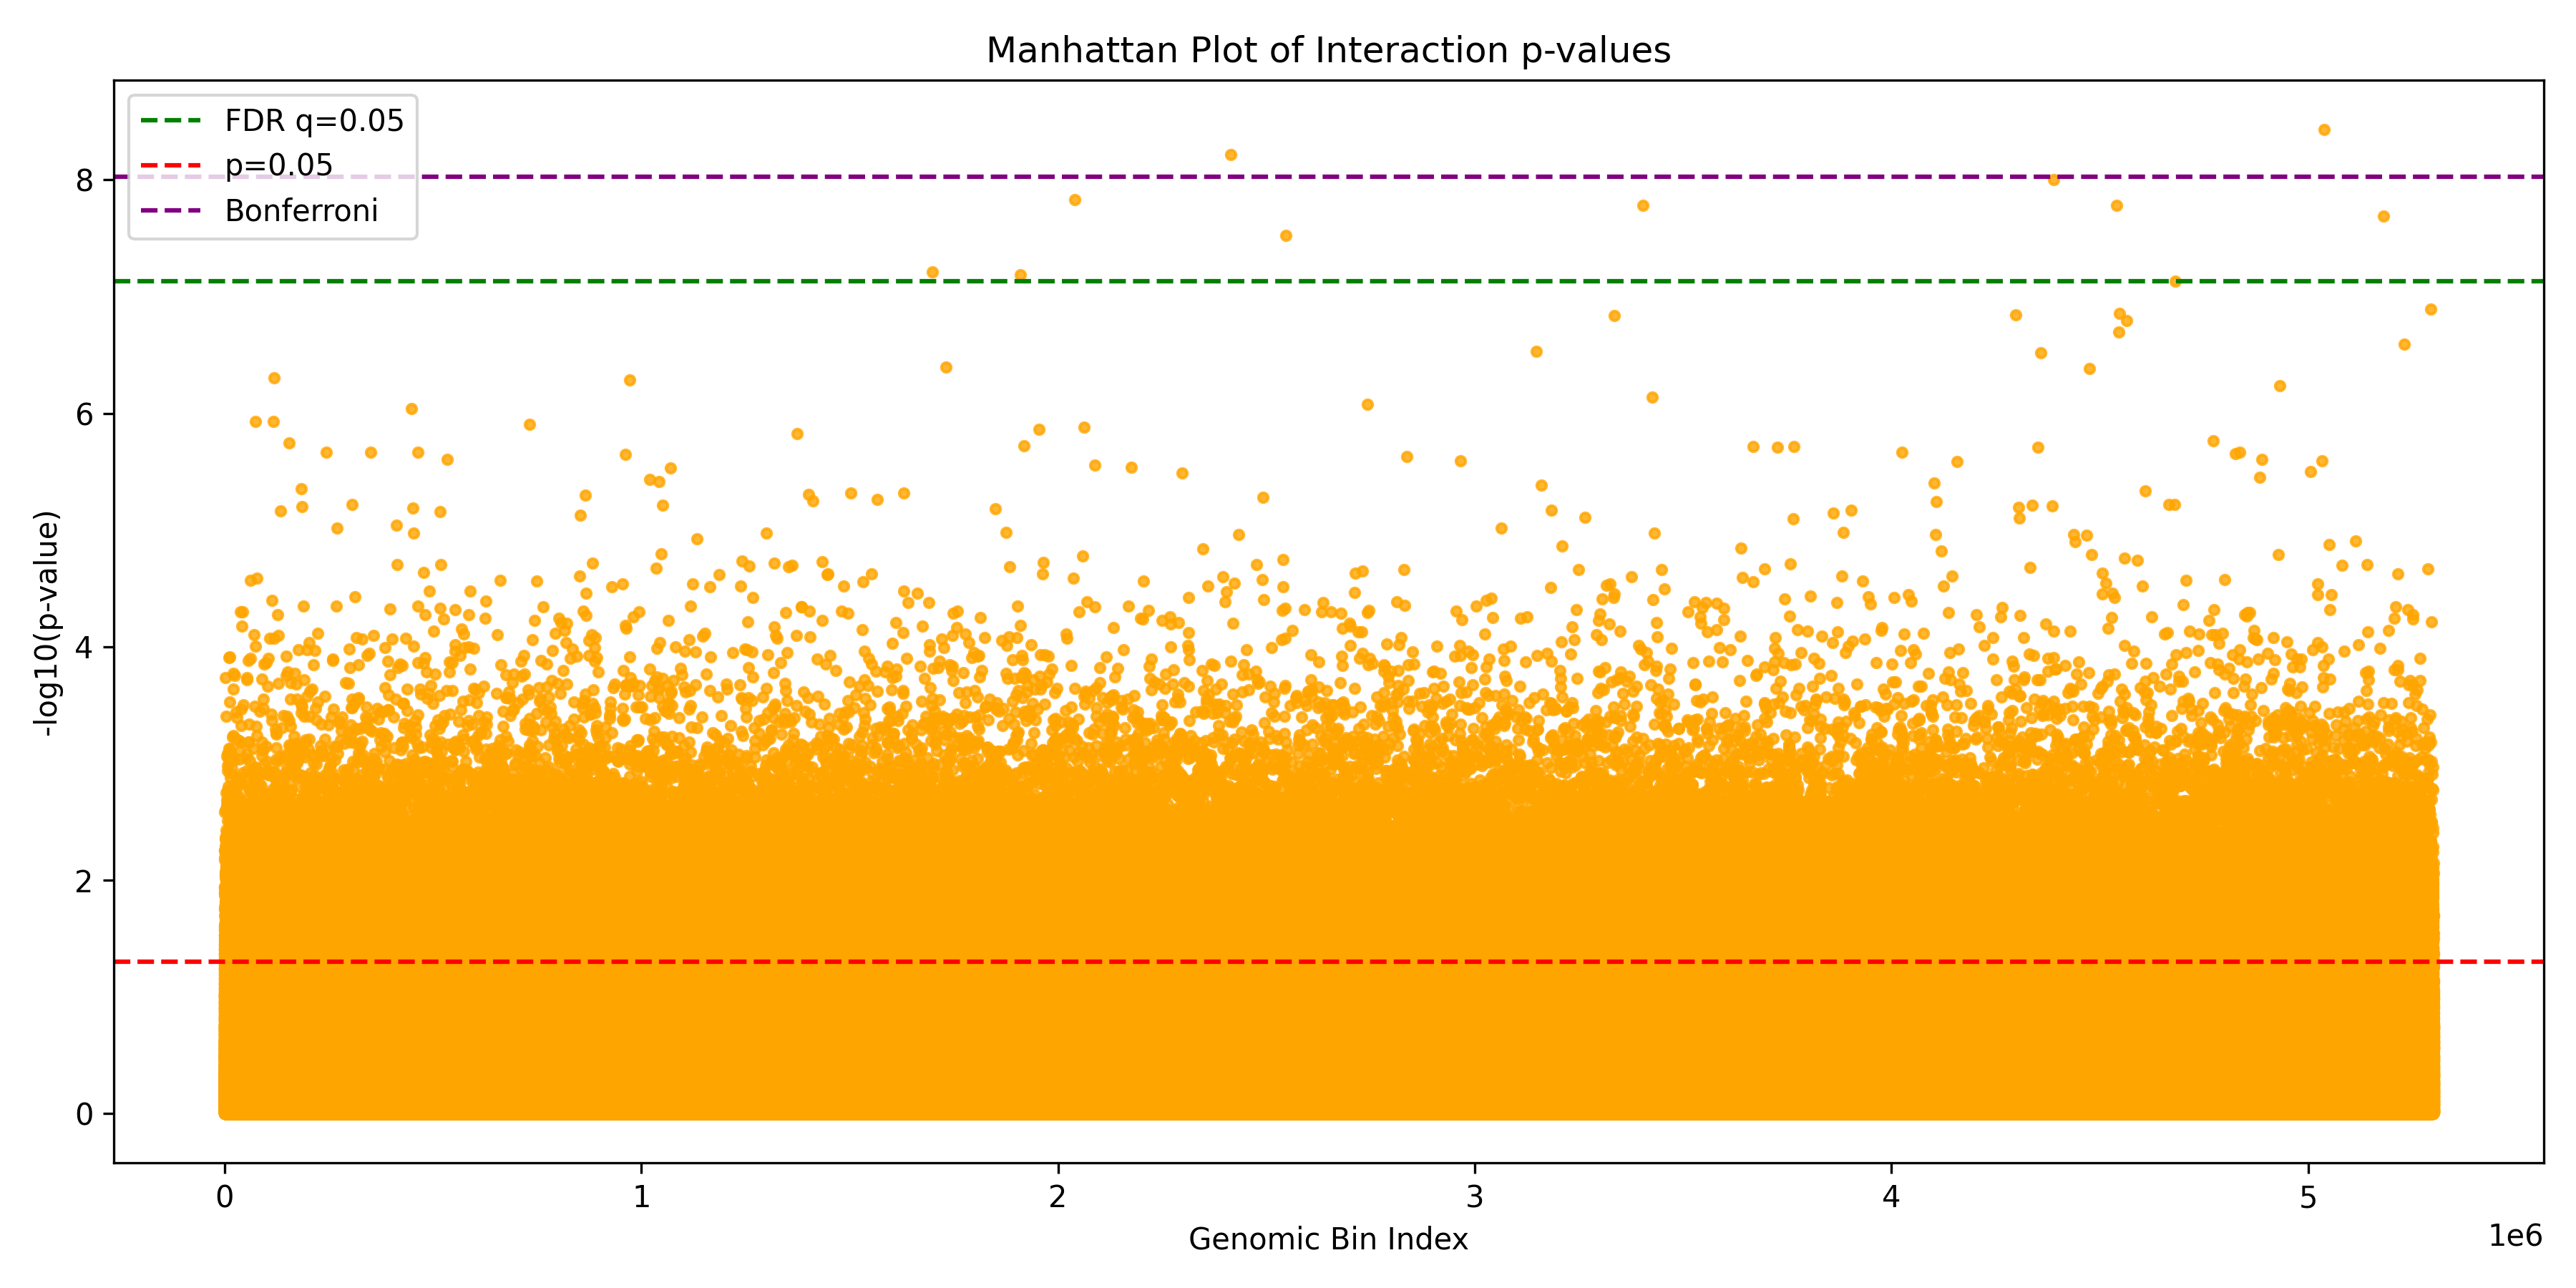 Manhattan Plot of Interaction p-values
FDR q=0.05
p=0.05
Bonferroni
-log10(p-value)
8
6
4
2
0
0 1 2 3 4 5
1e6
Genomic Bin Index